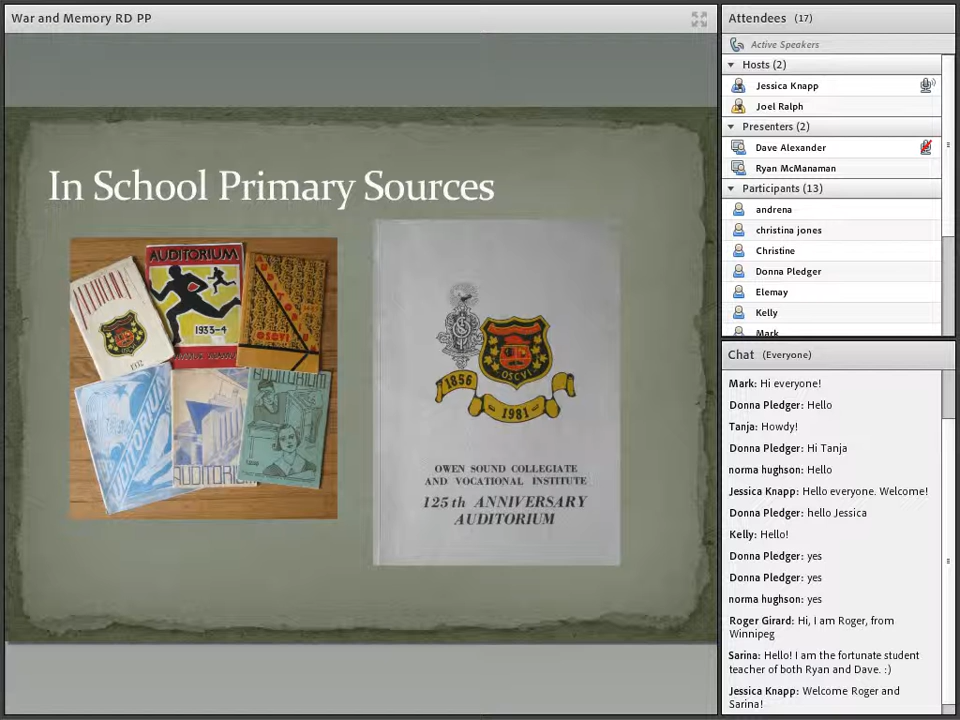 War and Memory RD PP
In School Primary Sources
AUDITORIUM
1933-4
1932
OSCVI
AUDITORIUM
AUDITORIUM
AUDITORIUM
1856
OSCVI
1981
OWEN SOUND COLLEGIATE
AND VOCATIONAL INSTITUTE
125th ANNIVERSARY
AUDITORIUM
Attendees (17)
Active Speakers
Hosts (2)
Jessica Knapp
Joel Ralph
Presenters (2)
Dave Alexander
Ryan McManaman
Participants (13)
andrena
christina jones
Christine
Donna Pledger
Elemay
Kelly
Mark
Chat (Everyone)
Mark: Hi everyone!
Donna Pledger: Hello
Tanja: Howdy!
Donna Pledger: Hi Tanja
norma hughson: Hello
Jessica Knapp: Hello everyone. Welcome!
Donna Pledger: hello Jessica
Kelly: Hello!
Donna Pledger: yes
Donna Pledger: yes
norma hughson: yes
Roger Girard: Hi, I am Roger, from
Winnipeg
Sarina: Hello! I am the fortunate student
teacher of both Ryan and Dave. :)
Jessica Knapp: Welcome Roger and
Sarina!